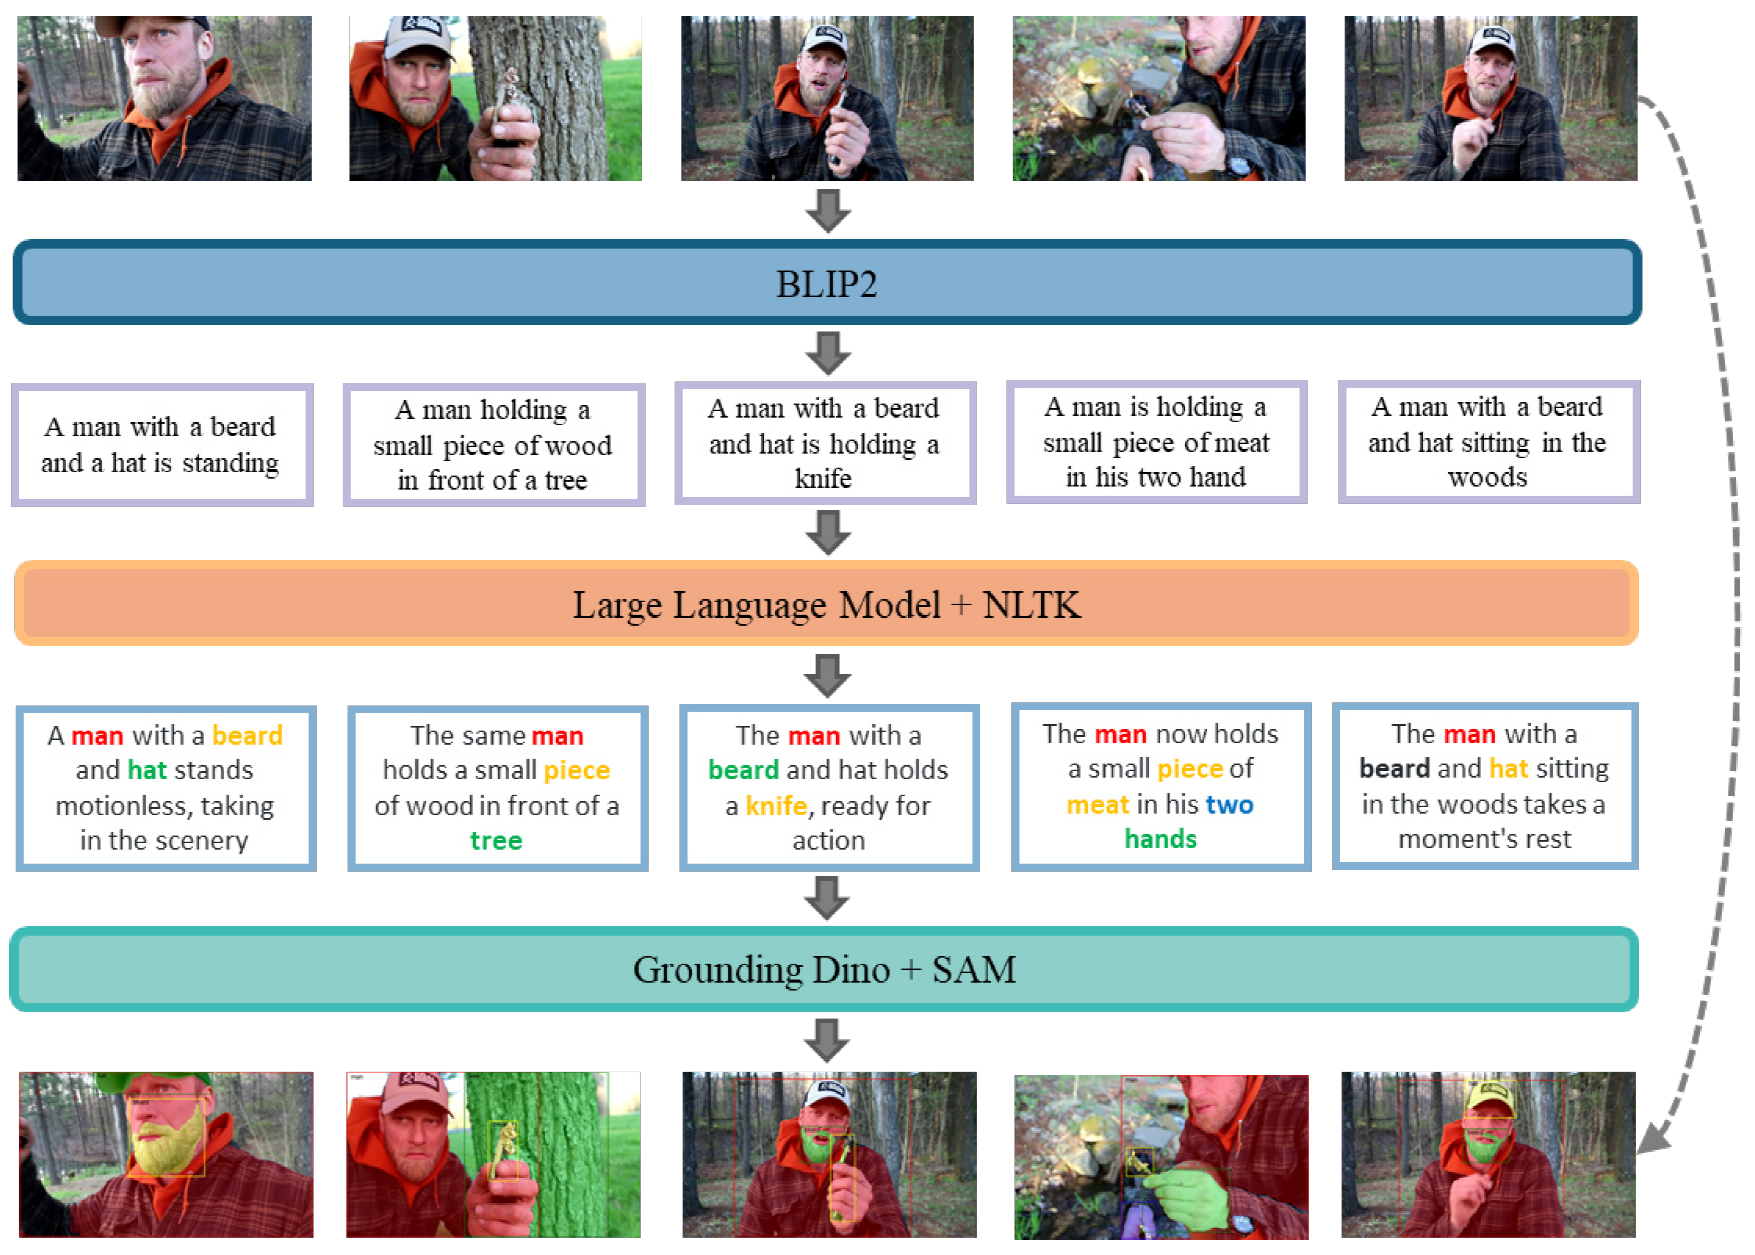 BLIP2
A man with a beard
and a hat is standing
A man holding a
small piece of wood
in front of a tree
A man with a beard
and hat is holding a
knife
A man is holding a
small piece of meat
in his two hand
A man with a beard
and hat sitting in the
woods
Large Language Model + NLTK
A man with a beard
and hat stands
motionless, taking
in the scenery
The same man
holds a small piece
of wood in front of a
tree
The man with a
beard and hat holds
a knife, ready for
action
The man now holds
a small piece of
meat in his two
hands
The man with a
beard and hat sitting
in the woods takes a
moment's rest
Grounding Dino + SAM
beard